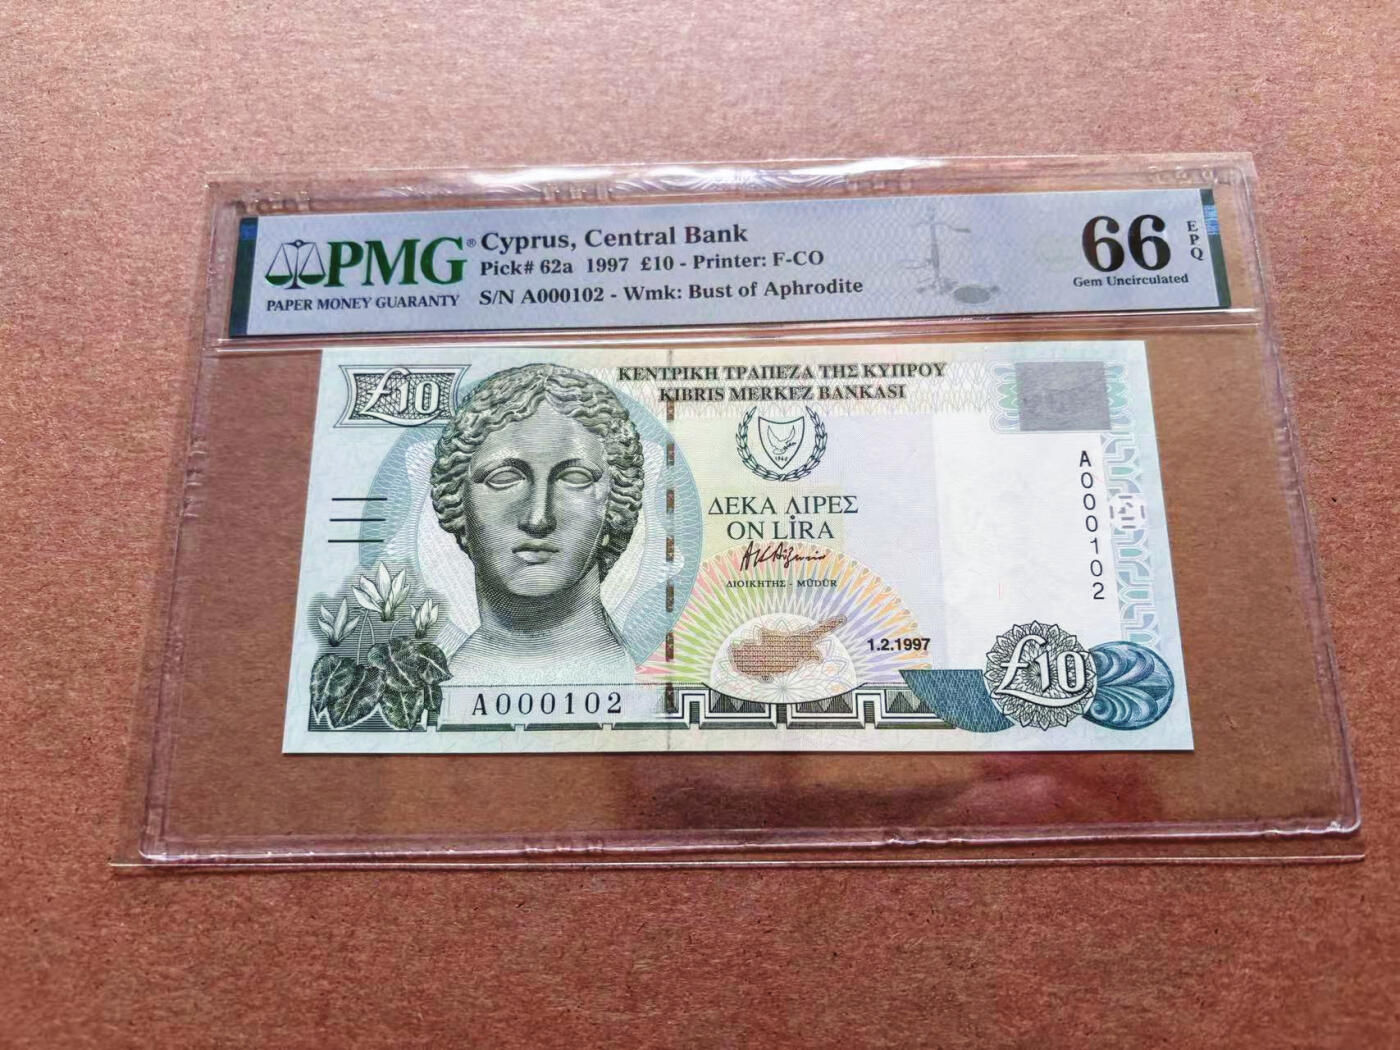 PMG®
PAPER MONEY GUARANTY
Cyprus, Central Bank
Pick# 62a 1997 £10 - Printer: F-CO
S/N A000102 - Wmk: Bust of Aphrodite
66
EPQ
Gem Uncirculated
£10
ΚΕΝΤΡΙΚΗ ΤΡΑΠΕΖΑ ΤΗΣ ΚΥΠΡΟΥ
KIBRIS MERKEZ BANKASI
1960
ΔΕΚΑ ΛΙΡΕΣ
ON LİRA
ΔΙΟΙΚΗΤΗΣ - MÜDÜR
A000102
1.2.1997
A000102
£10